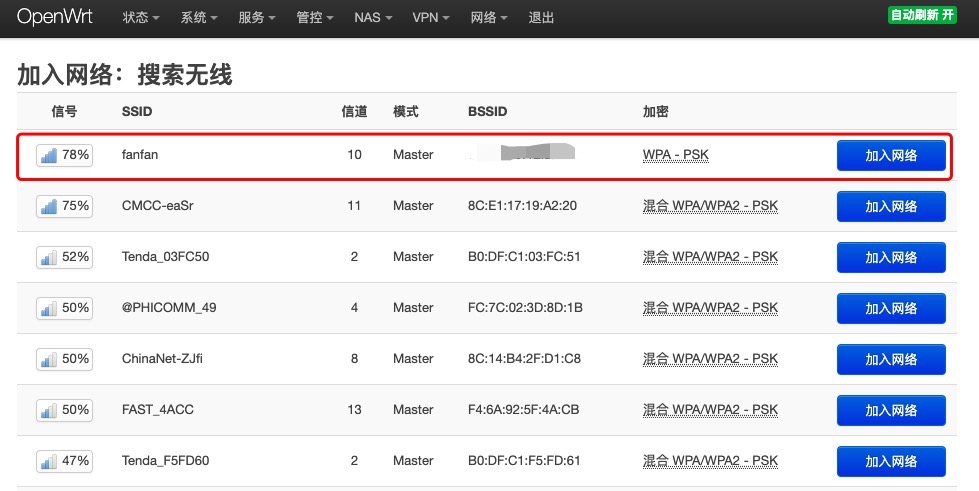 OpenWrt 状态 系统 服务 管控 NAS VPN 网络 退出 自动刷新 开
加入网络：搜索无线
信号 SSID 信道 模式 BSSID 加密
78% fanfan 10 Master WPA - PSK 加入网络
75% CMCC-eaSr 11 Master 8C:E1:17:19:A2:20 混合 WPA/WPA2 - PSK 加入网络
52% Tenda_03FC50 2 Master B0:DF:C1:03:FC:51 混合 WPA/WPA2 - PSK 加入网络
50% @PHICOMM_49 4 Master FC:7C:02:3D:8D:1B 混合 WPA/WPA2 - PSK 加入网络
50% ChinaNet-ZJfi 8 Master 8C:14:B4:2F:D1:C8 混合 WPA/WPA2 - PSK 加入网络
50% FAST_4ACC 13 Master F4:6A:92:5F:4A:CB 混合 WPA/WPA2 - PSK 加入网络
47% Tenda_F5FD60 2 Master B0:DF:C1:F5:FD:61 混合 WPA/WPA2 - PSK 加入网络